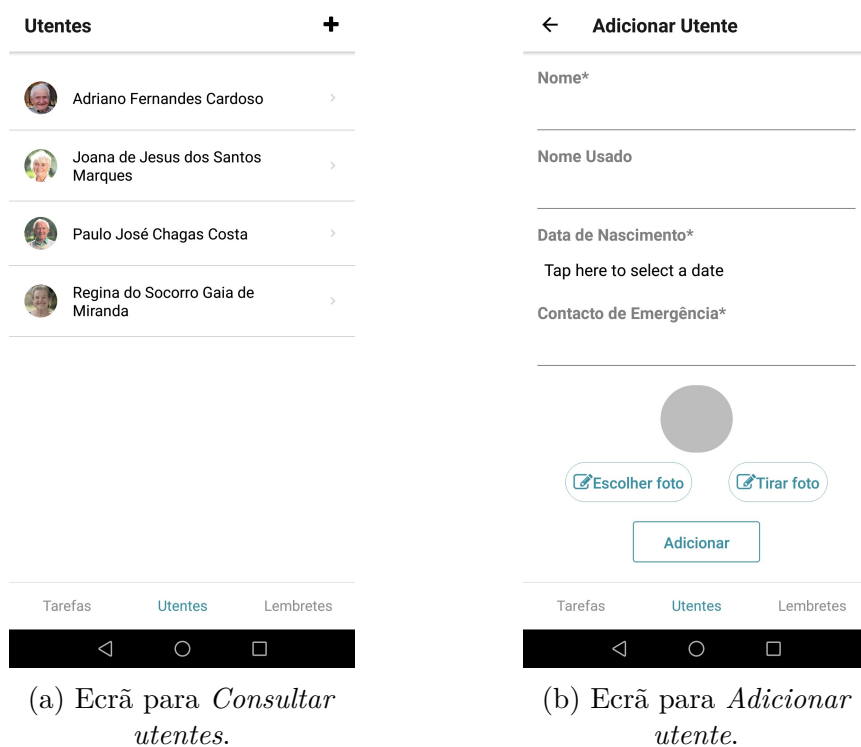 Utentes
Adriano Fernandes Cardoso
Joana de Jesus dos Santos
Marques
Paulo José Chagas Costa
Regina do Socorro Gaia de
Miranda
Tarefas Utentes Lembretes
(a) Ecrã para Consultar
utentes.
Adicionar Utente
Nome*
Nome Usado
Data de Nascimento*
Tap here to select a date
Contacto de Emergência*
Escolher foto Tirar foto
Adicionar
Tarefas Utentes Lembretes
(b) Ecrã para Adicionar
utente.